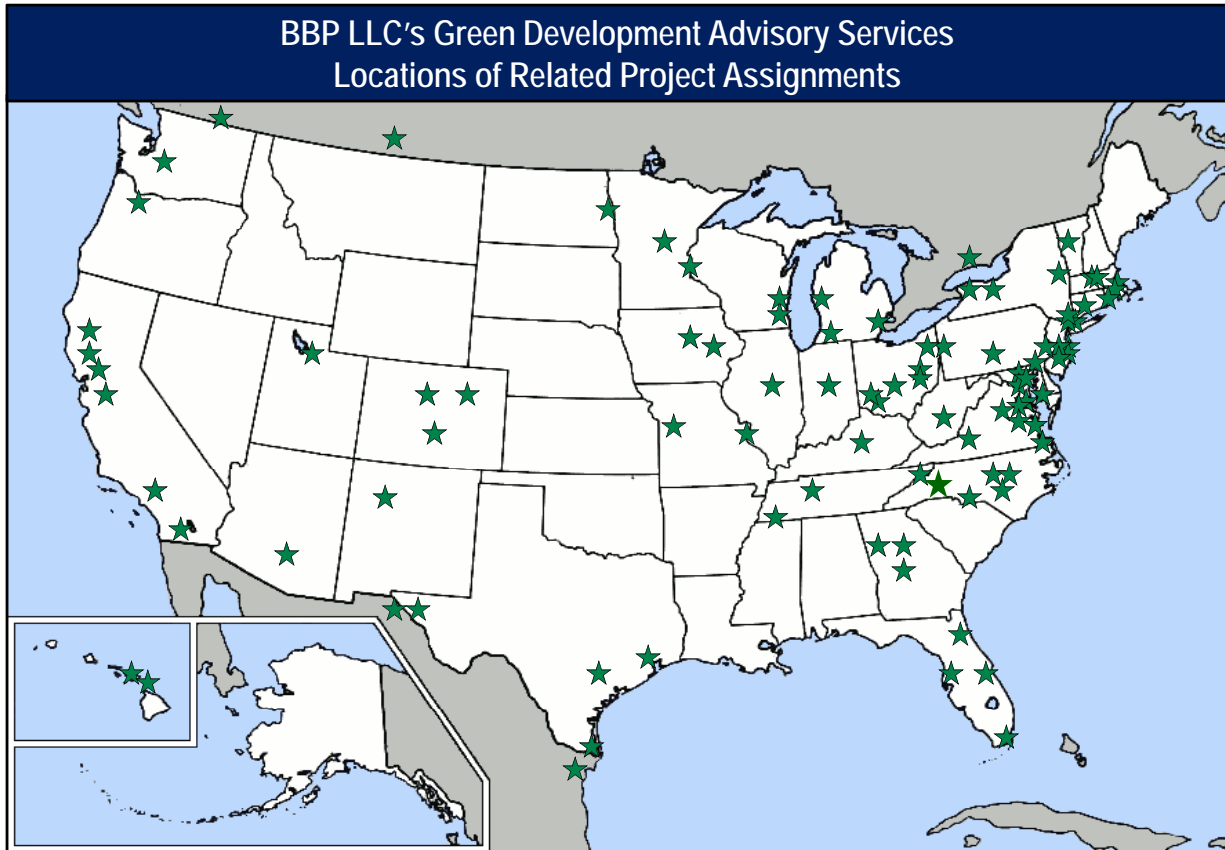 BBP LLC's Green Development Advisory Services
Locations of Related Project Assignments